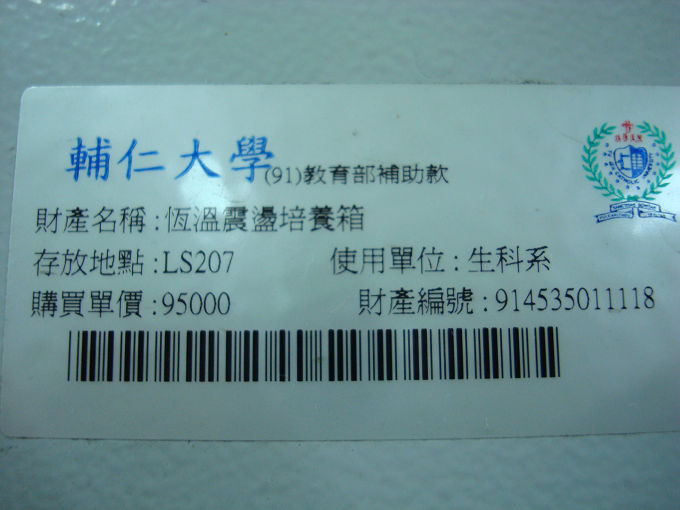 輔仁大學(91)教育部補助款
財產名稱:恆溫震盪培養箱
存放地點:LS207 使用單位:生科系
購買單價:95000 財產編號:914535011118